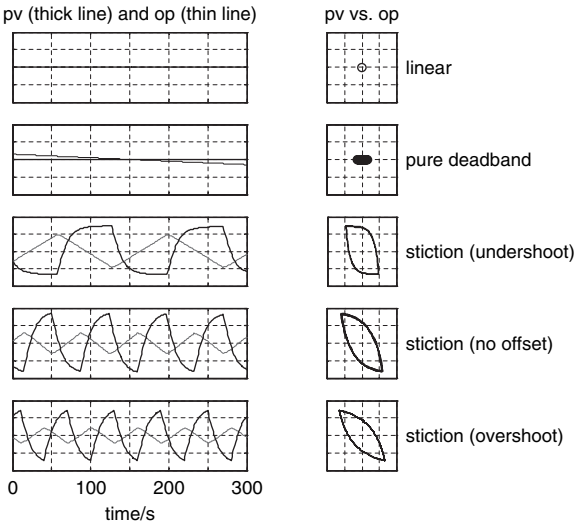 pv (thick line) and op (thin line)
pv vs. op
linear
pure deadband
stiction (undershoot)
stiction (no offset)
stiction (overshoot)
0 100 200 300
time/s